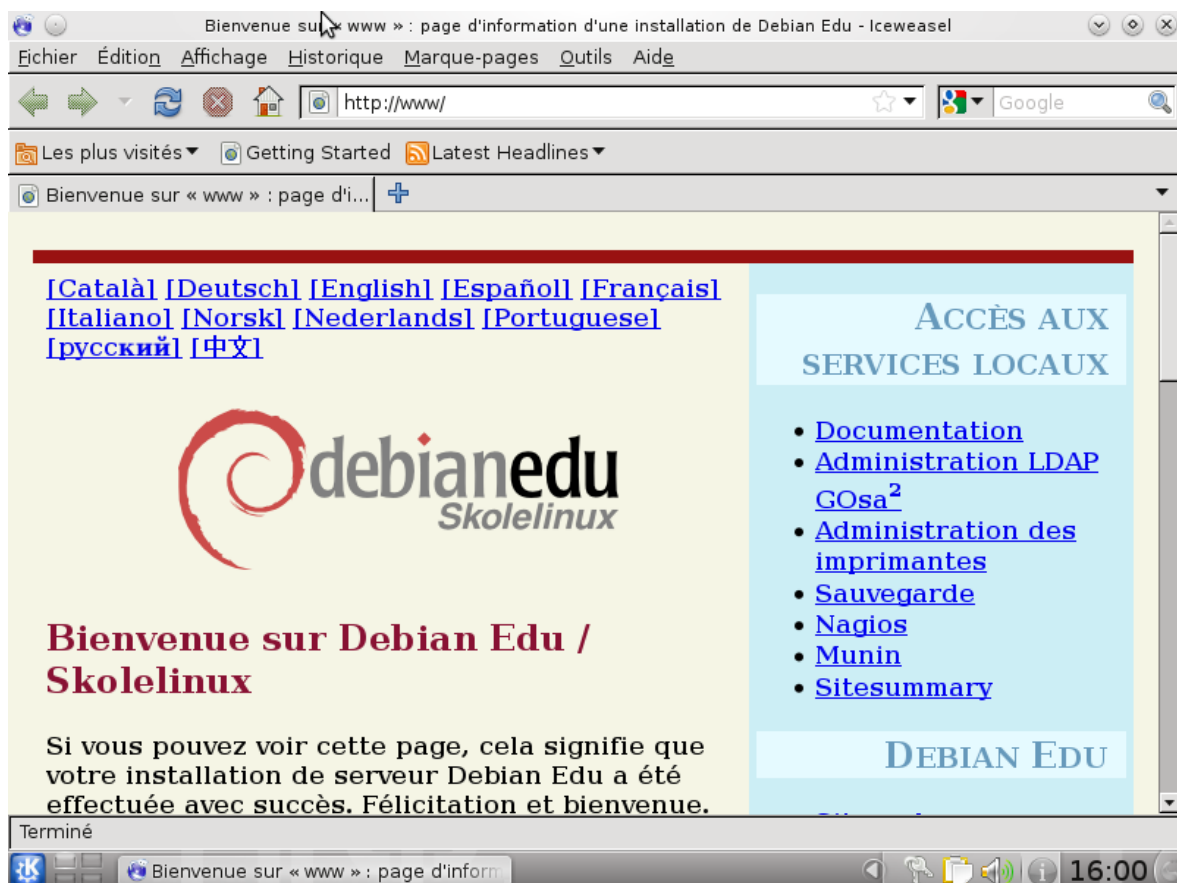 Bienvenue sur « www » : page d'information d'une installation de Debian Edu - Iceweasel
Fichier Édition Affichage Historique Marque-pages Outils Aide
http://www/
Google
Les plus visités Getting Started Latest Headlines
Bienvenue sur « www » : page d'i...
[Català] [Deutsch] [English] [Español] [Français]
[Italiano] [Norsk] [Nederlands] [Portuguese]
[русский] [中文]
debianedu
Skolelinux
Bienvenue sur Debian Edu /
Skolelinux
Si vous pouvez voir cette page, cela signifie que
votre installation de serveur Debian Edu a été
effectuée avec succès. Félicitation et bienvenue.
ACCÈS AUX
SERVICES LOCAUX
Documentation
Administration LDAP
GOsa²
Administration des
imprimantes
Sauvegarde
Nagios
Munin
Sitesummary
DEBIAN EDU
Terminé
Bienvenue sur « www » : page d'inform
16:00